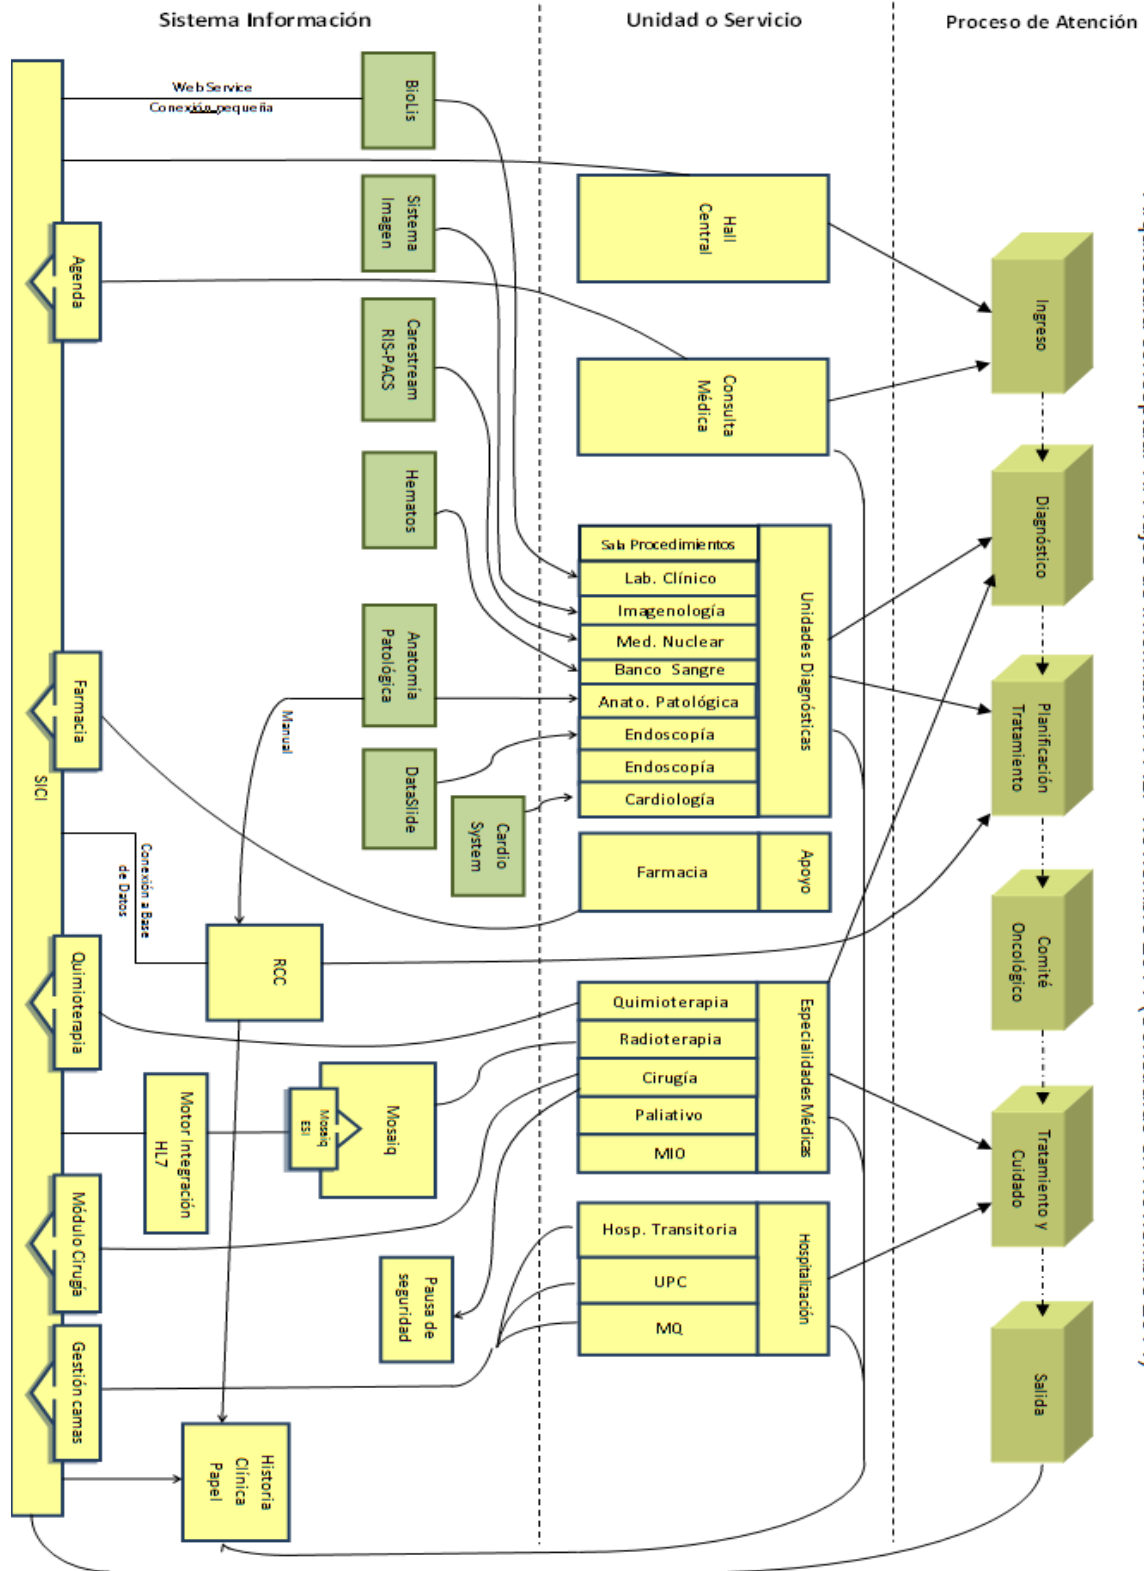 Sistema Información
Unidad o Servicio
Proceso de Atención
Web Service
Conexión pequeña
BioLis
Sistema
Imagen
Carestream
RIS-PACS
Hematos
Anatomía
Patológica
DataSlide
Cardio
System
Manual
Conexión a Base
de Datos
RCC
Mosaiq
Mosaiq
ESI
Motor Integración
HL7
Pausa de
seguridad
Historia
Clínica
Papel
SICI
Agenda
Farmacia
Quimioterapia
Módulo Cirugía
Gestión camas
Hall
Central
Consulta
Médica
Unidades Diagnósticas
Sala Procedimientos
Lab. Clínico
Imagenología
Med. Nuclear
Banco Sangre
Anato. Patológica
Endoscopía
Endoscopía
Cardiología
Farmacia
Apoyo
Especialidades Médicas
Quimioterapia
Radioterapia
Cirugía
Paliativo
MIO
Hospitalización
Hosp. Transitoria
UPC
MQ
Ingreso
Diagnóstico
Planificación
Tratamiento
Comité
Oncológico
Tratamiento y
Cuidado
Salida